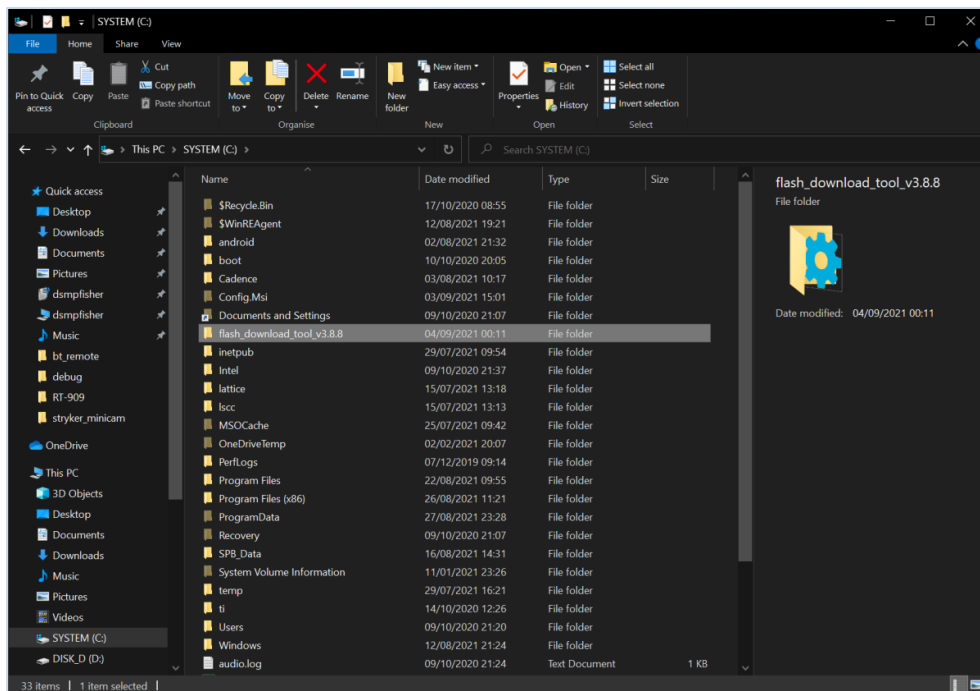 SYSTEM (C:)
File Home Share View
Pin to Quick access
Copy
Paste
Cut
Copy path
Paste shortcut
Move to
Copy to
Delete
Rename
New folder
New item
Easy access
Properties
Open
Edit
History
Select all
Select none
Invert selection
Clipboard Organise New Open Select
This PC > SYSTEM (C:) >
Search SYSTEM (C:)
Quick access
Desktop
Downloads
Documents
Pictures
dsmpfisher
dsmpfisher
Music
bt_remote
debug
RT-909
stryker_minicam
OneDrive
This PC
3D Objects
Desktop
Documents
Downloads
Music
Pictures
Videos
SYSTEM (C:)
DISK_D (D:)
Name Date modified Type Size
$Recycle.Bin 17/10/2020 08:55 File folder
$WinREAgent 12/08/2021 19:21 File folder
android 02/08/2021 21:32 File folder
boot 10/10/2020 20:05 File folder
Cadence 03/08/2021 10:17 File folder
Config.Msi 03/09/2021 15:01 File folder
Documents and Settings 09/10/2020 21:07 File folder
flash_download_tool_v3.8.8 04/09/2021 00:11 File folder
inetpub 29/07/2021 09:54 File folder
Intel 09/10/2020 21:37 File folder
lattice 15/07/2021 13:18 File folder
lscc 15/07/2021 13:13 File folder
MSOCache 25/07/2021 09:42 File folder
OneDriveTemp 02/02/2021 20:07 File folder
PerfLogs 07/12/2019 09:14 File folder
Program Files 22/08/2021 09:55 File folder
Program Files (x86) 26/08/2021 11:21 File folder
ProgramData 27/08/2021 23:28 File folder
Recovery 09/10/2020 21:07 File folder
SPB_Data 16/08/2021 14:31 File folder
System Volume Information 11/01/2021 23:26 File folder
temp 29/07/2021 16:21 File folder
ti 14/10/2020 12:26 File folder
Users 09/10/2020 21:20 File folder
Windows 12/08/2021 21:24 File folder
audio.log 09/10/2020 21:24 Text Document 1 KB
flash_download_tool_v3.8.8
File folder
Date modified: 04/09/2021 00:11
33 items 1 item selected